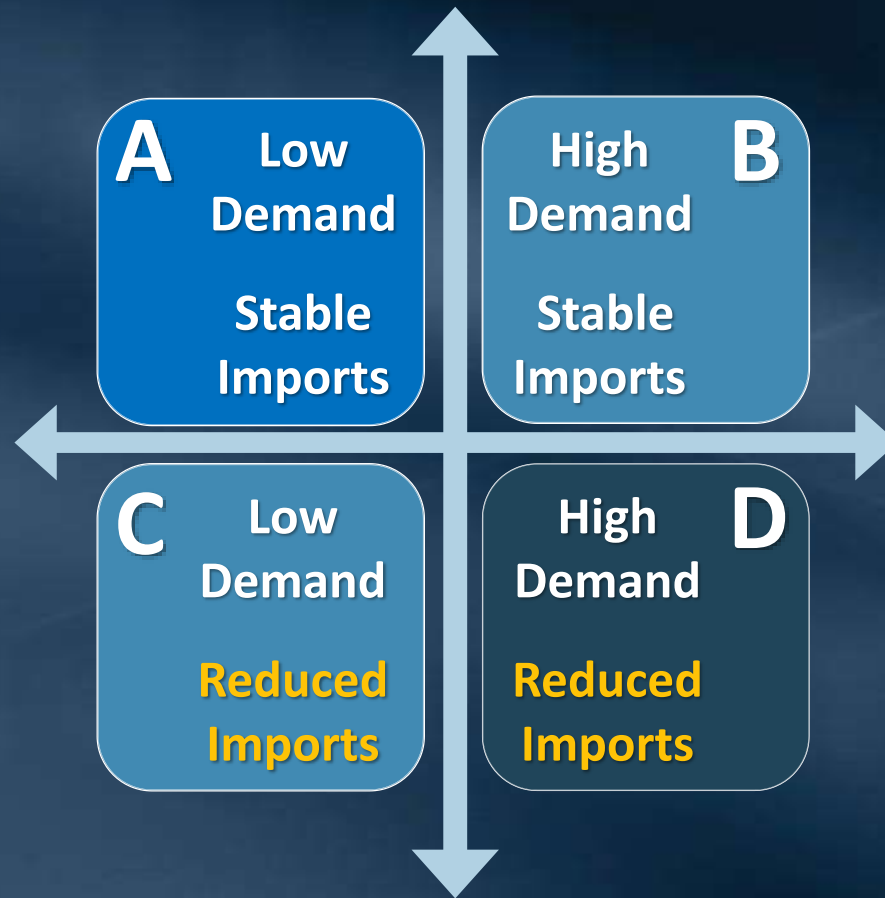 A
Low
Demand
Stable
Imports
B
High
Demand
Stable
Imports
C
Low
Demand
Reduced
Imports
D
High
Demand
Reduced
Imports